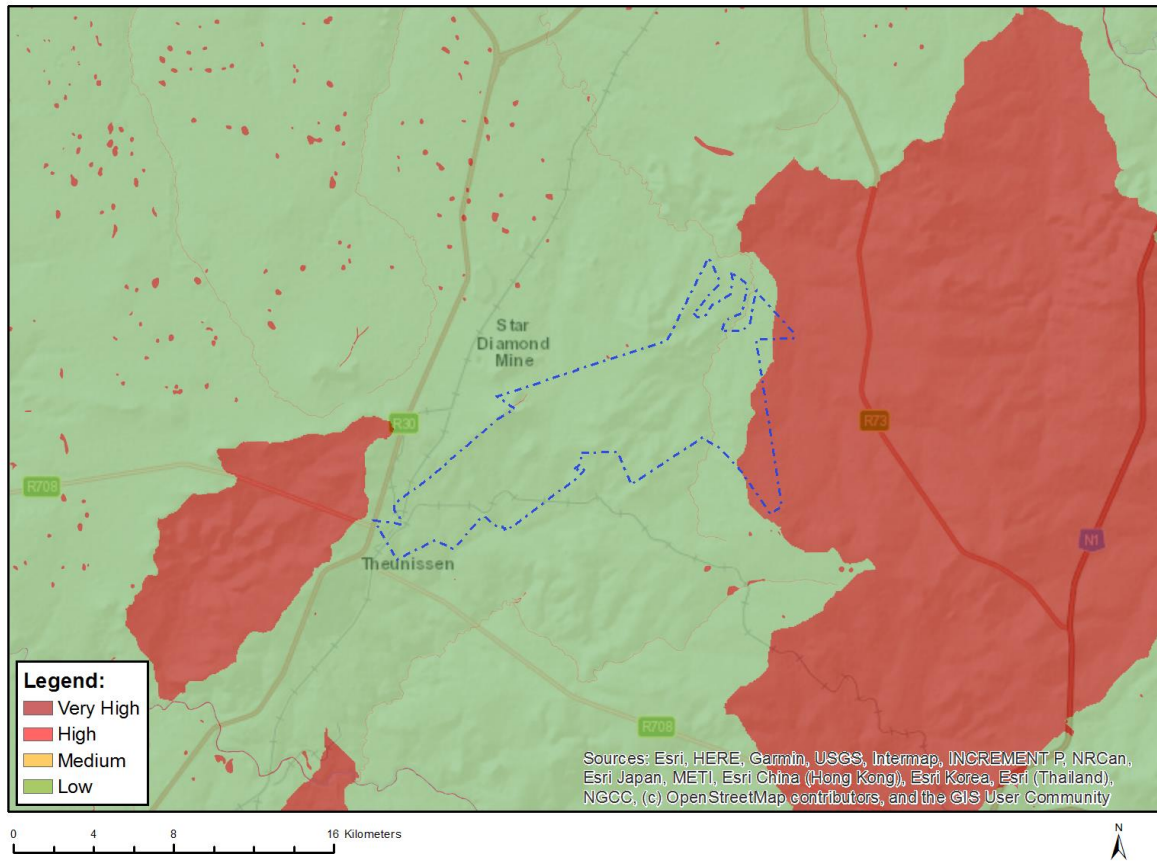 Star
Diamond
Mine
R30
R73
R708
N1
Theunissen
R708
Legend:
Very High
High
Medium
Low
Sources: Esri, HERE, Garmin, USGS, Intermap, INCREMENT P, NRCan,
Esri Japan, METI, Esri China (Hong Kong), Esri Korea, Esri (Thailand),
NGCC, (c) OpenStreetMap contributors, and the GIS User Community
0 4 8 16 Kilometers
N